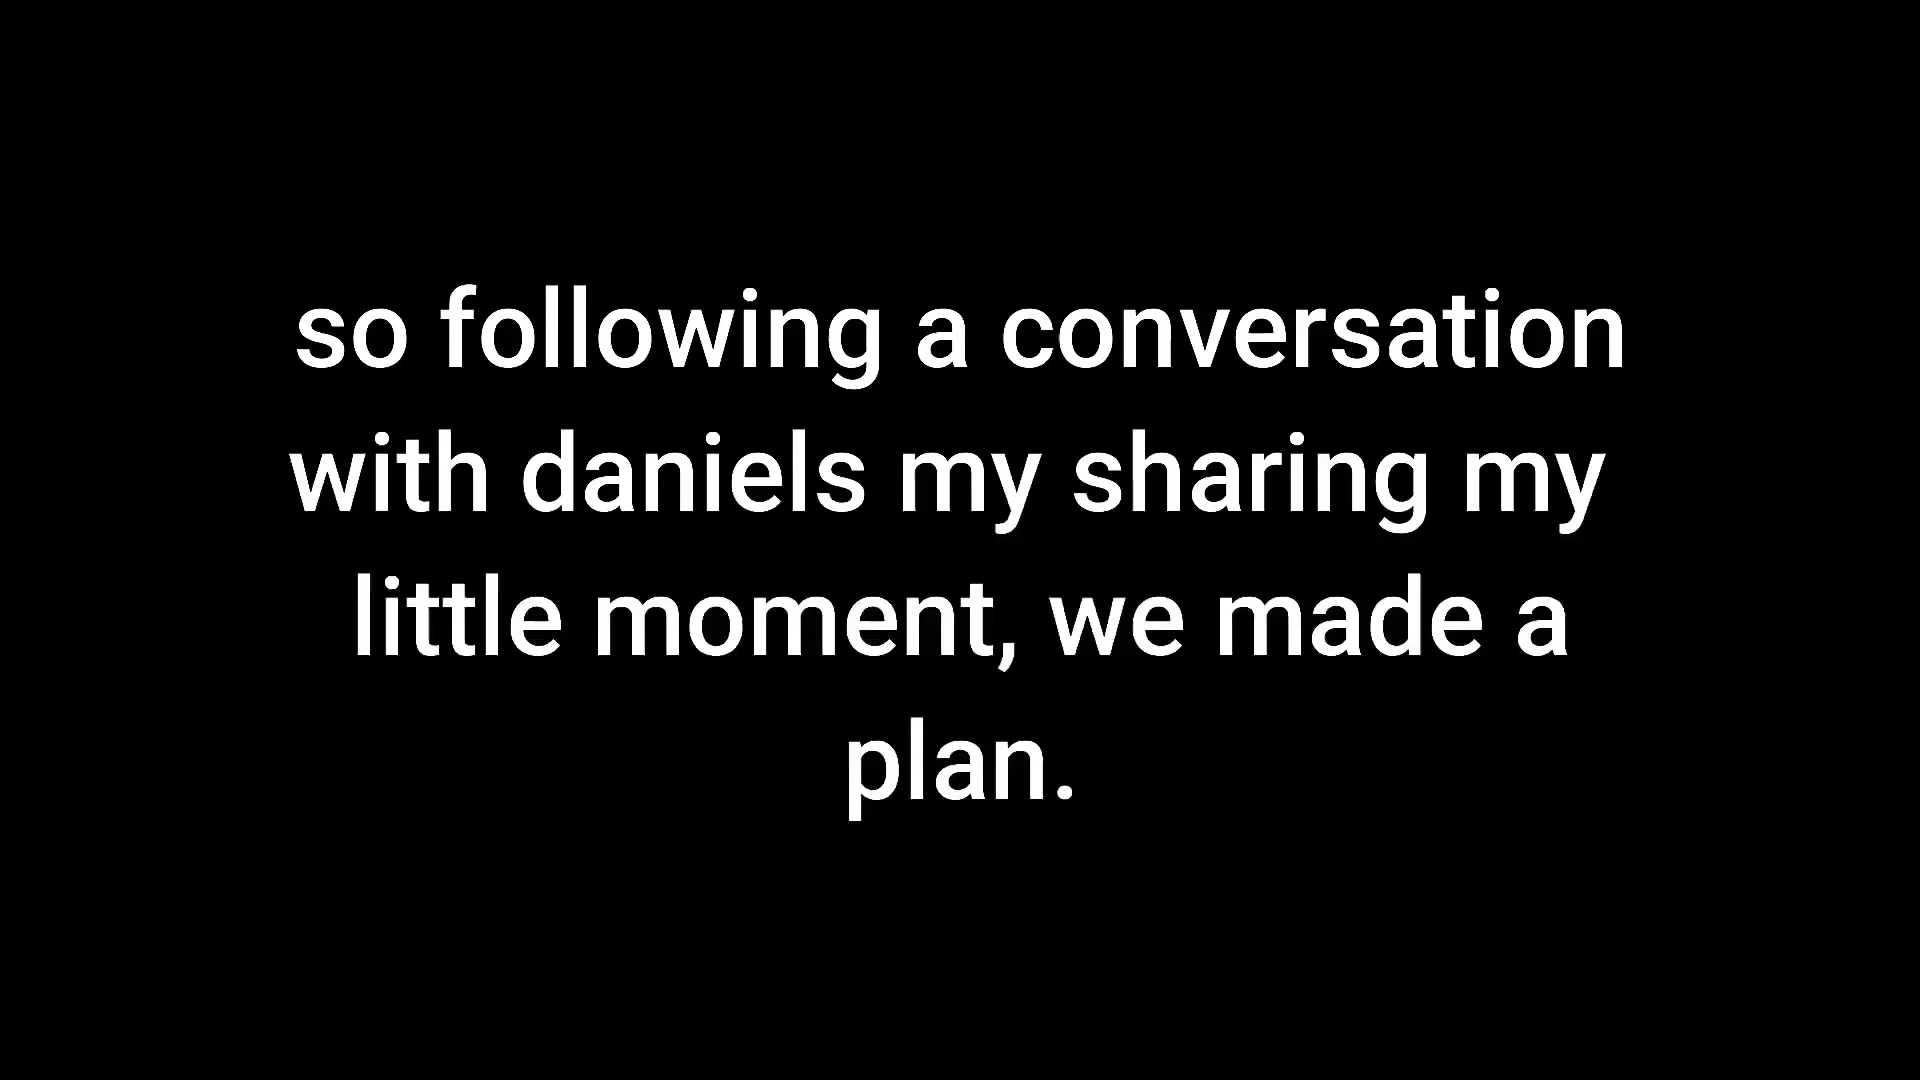 so following a conversation
with daniels my sharing my
little moment, we made a
plan.